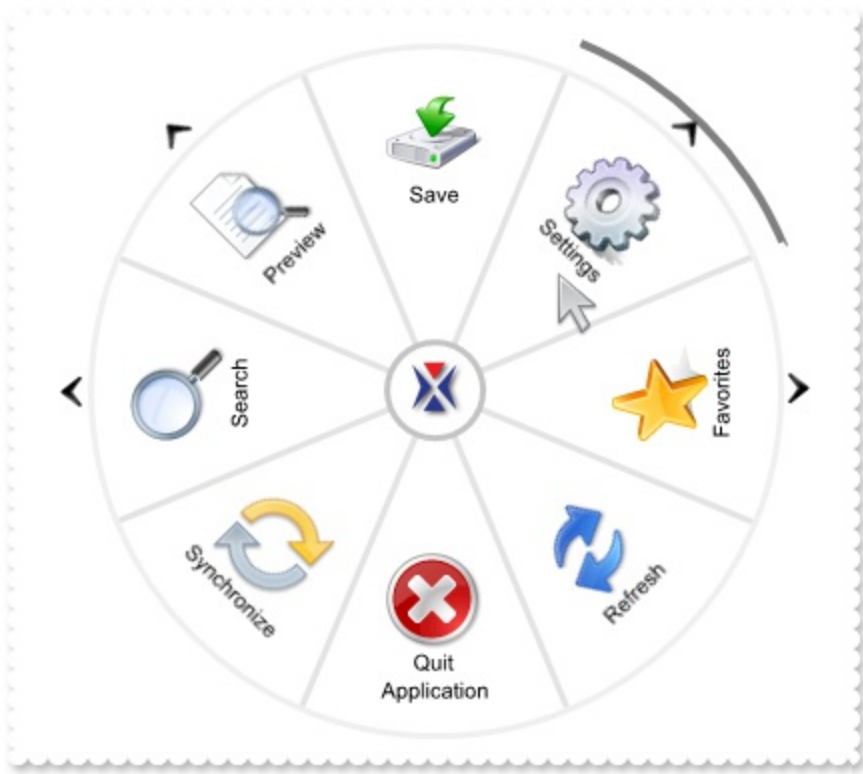 Save
Settings
Preview
Favorites
Search
Synchronize
Refresh
Quit
Application